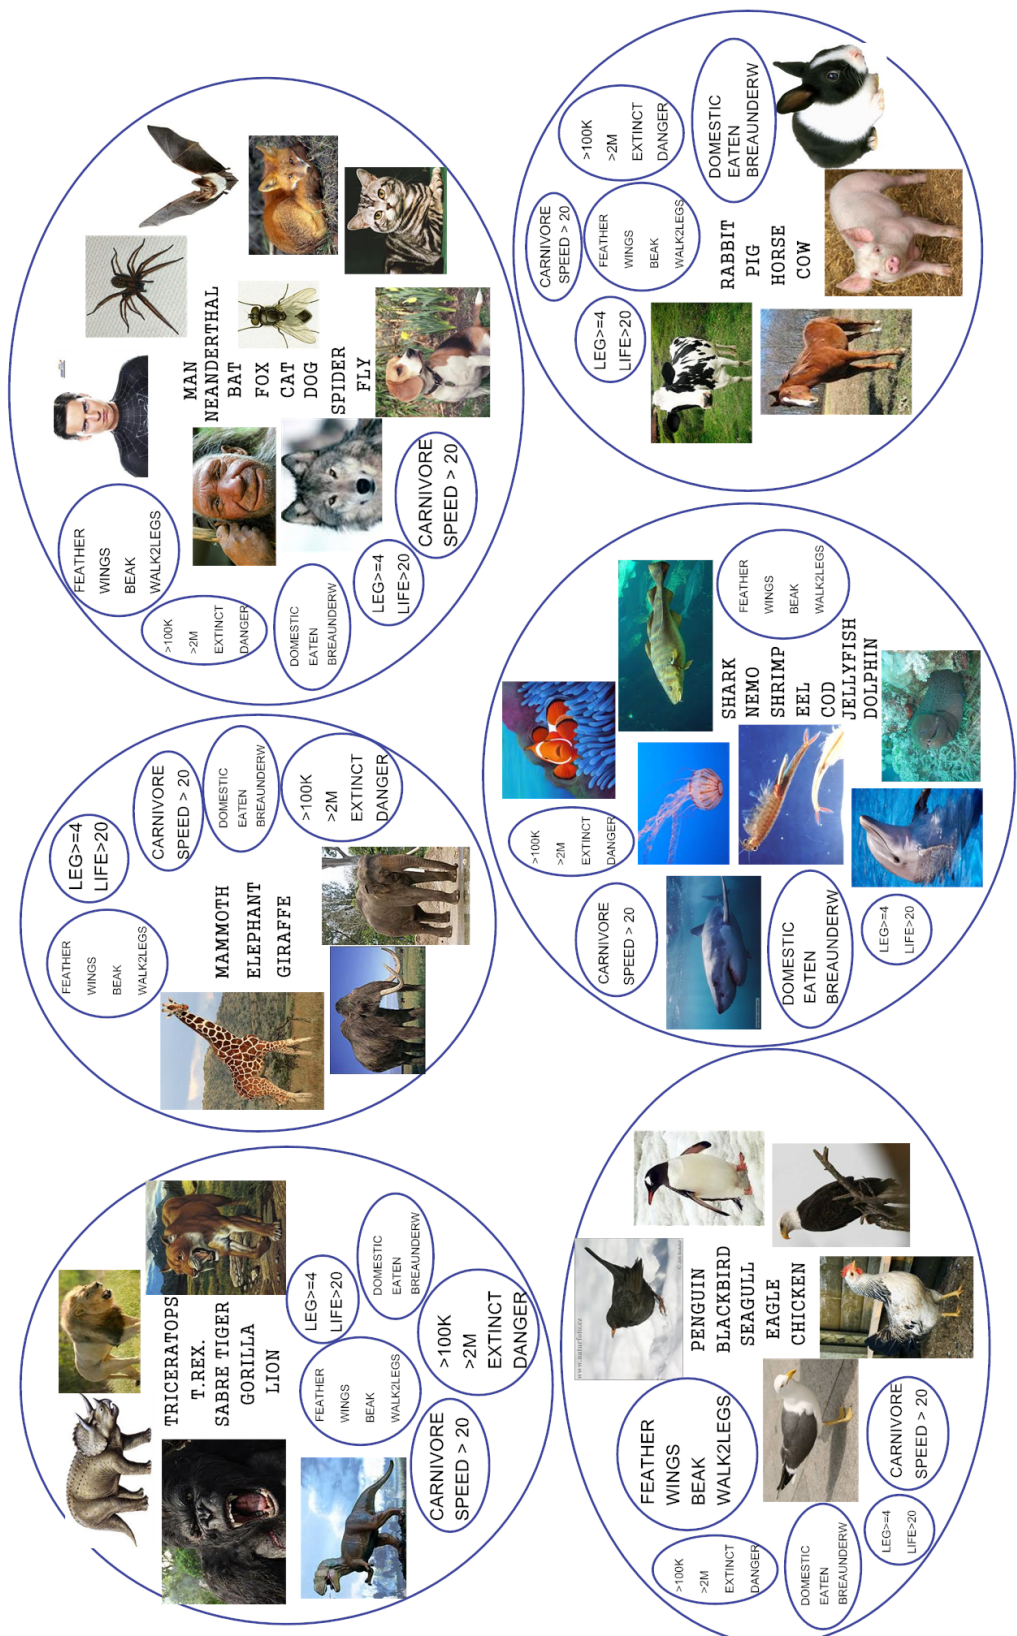 TRICERATOPS
T.REX.
SABRE TIGER
GORILLA
LION
LEG>=4
LIFE>20
DOMESTIC
EATEN
BREAUNDERW
FEATHER
WINGS
BEAK
WALK2LEGS
>100K
>2M
EXTINCT
DANGER
CARNIVORE
SPEED > 20
FEATHER
WINGS
BEAK
WALK2LEGS
LEG>=4
LIFE>20
CARNIVORE
SPEED > 20
DOMESTIC
EATEN
BREAUNDERW
>100K
>2M
EXTINCT
DANGER
MAMMOTH
ELEPHANT
GIRAFFE
FEATHER
WINGS
BEAK
WALK2LEGS
>100K
>2M
EXTINCT
DANGER
DOMESTIC
EATEN
BREAUNDERW
LEG>=4
LIFE>20
CARNIVORE
SPEED > 20
MAN
NEANDERTHAL
BAT
FOX
CAT
DOG
SPIDER
FLY
www.naturfoto.cz
PENGUIN
BLACKBIRD
SEAGULL
EAGLE
CHICKEN
FEATHER
WINGS
BEAK
WALK2LEGS
>100K
>2M
EXTINCT
DANGER
DOMESTIC
EATEN
BREAUNDERW
LEG>=4
LIFE>20
CARNIVORE
SPEED > 20
>100K
>2M
EXTINCT
DANGER
CARNIVORE
SPEED > 20
DOMESTIC
EATEN
BREAUNDERW
LEG>=4
LIFE>20
FEATHER
WINGS
BEAK
WALK2LEGS
SHARK
NEMO
SHRIMP
EEL
COD
JELLYFISH
DOLPHIN
CARNIVORE
SPEED > 20
>100K
>2M
EXTINCT
DANGER
FEATHER
WINGS
BEAK
WALK2LEGS
LEG>=4
LIFE>20
DOMESTIC
EATEN
BREAUNDERW
RABBIT
PIG
HORSE
COW